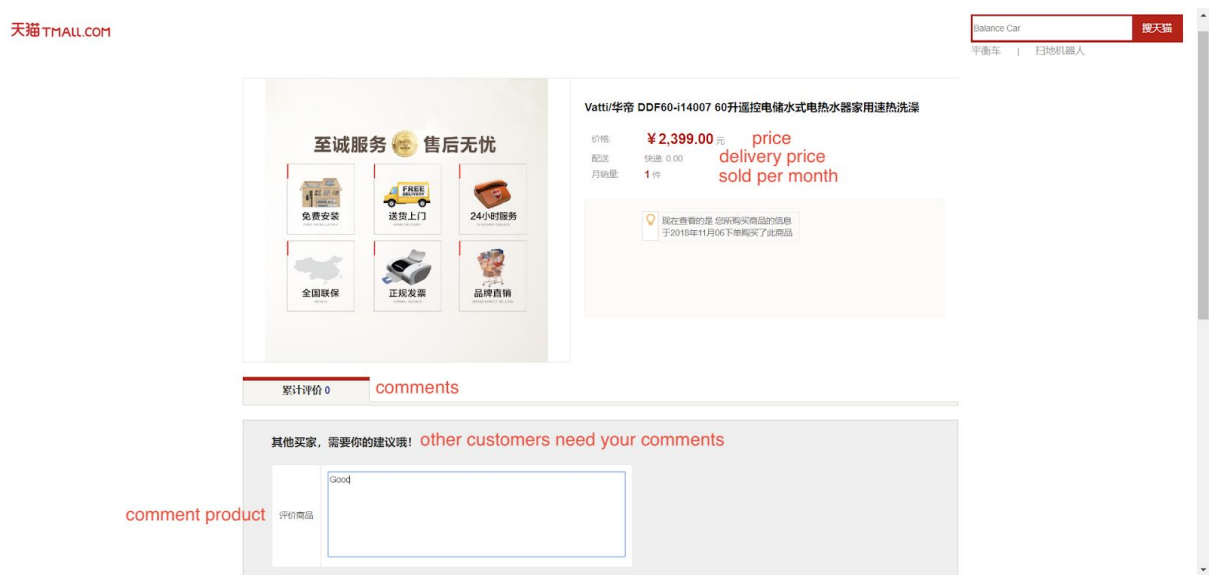 天猫 TMALL.COM
Balance Car
搜天猫
平衡车 | 扫地机器人
至诚服务 售后无忧
免费安装
FREE DELIVERY
送货上门
24小时服务
全国联保
正规发票
品牌直销
Vatti/华帝 DDF60-i14007 60升遥控电储水式电热水器家用速热洗澡
价格: ¥2,399.00 元 price
配送: 快递: 0.00 delivery price
月销量: 1 件 sold per month
现在查看的是 您所购买商品的信息
于2018年11月06下单购买了此商品
累计评价 0 comments
其他买家，需要你的建议哦! other customers need your comments
comment product 评价商品
Good